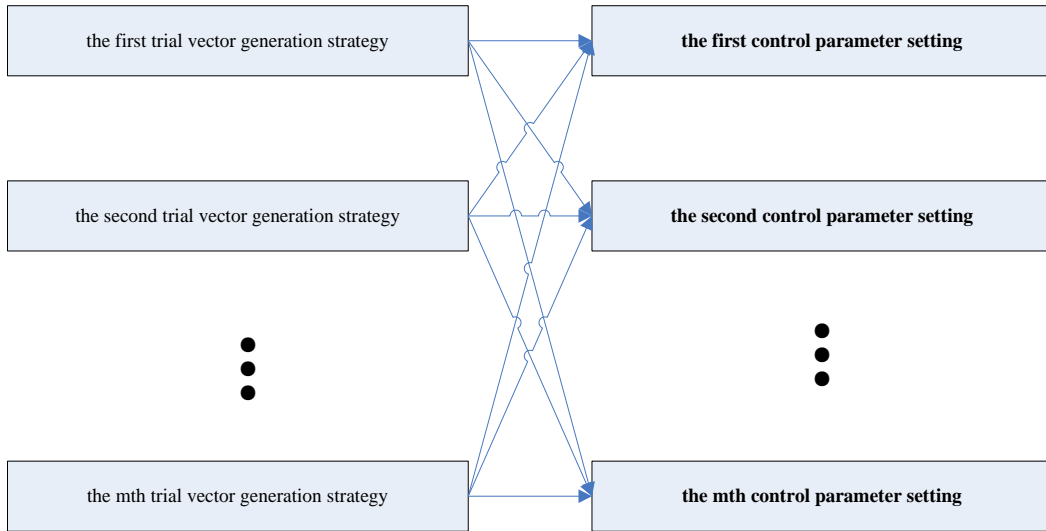 the first trial vector generation strategy
the first control parameter setting
the second trial vector generation strategy
the second control parameter setting
the mth trial vector generation strategy
the mth control parameter setting